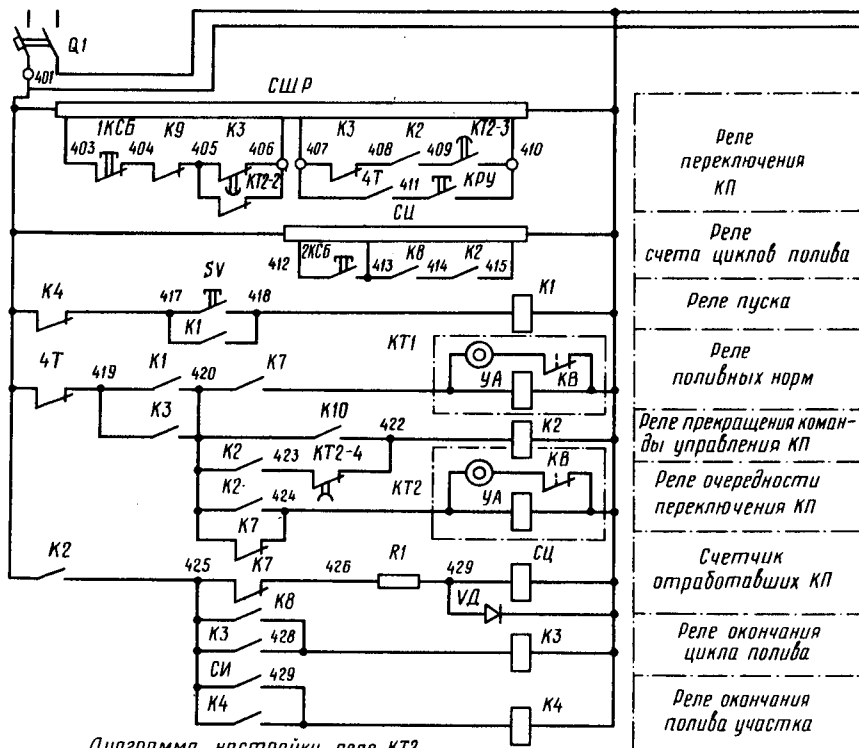 Q1
401
СШР
1КСБ К9 К3
403 404 405 406
КТ2-2
К3 К2 КТ2-3
407 408 409 410
4Т 411 КРУ
Реле
переключения
КП
СИ
2КСБ К8 К2
412 413 414 415
Реле
счета циклов полива
К4 417 SV 418 К1
К1
Реле пуска
4Т 419 К1 420 К7 КТ1
УА КВ
Реле
поливных норм
К3 К10 422 К2
Реле прекращения коман-
ды управления КП
К2 423 КТ2-4
К2 424 КТ2
УА КВ
К7
Реле очередности
переключения КП
К2 425 К7 426 R1 429 СЦ
VД
Счетчик
отработавших КП
К8
К3 428 К3
Реле окончания
цикла полива
СИ 429
К4 К4
Реле окончания
полива участка